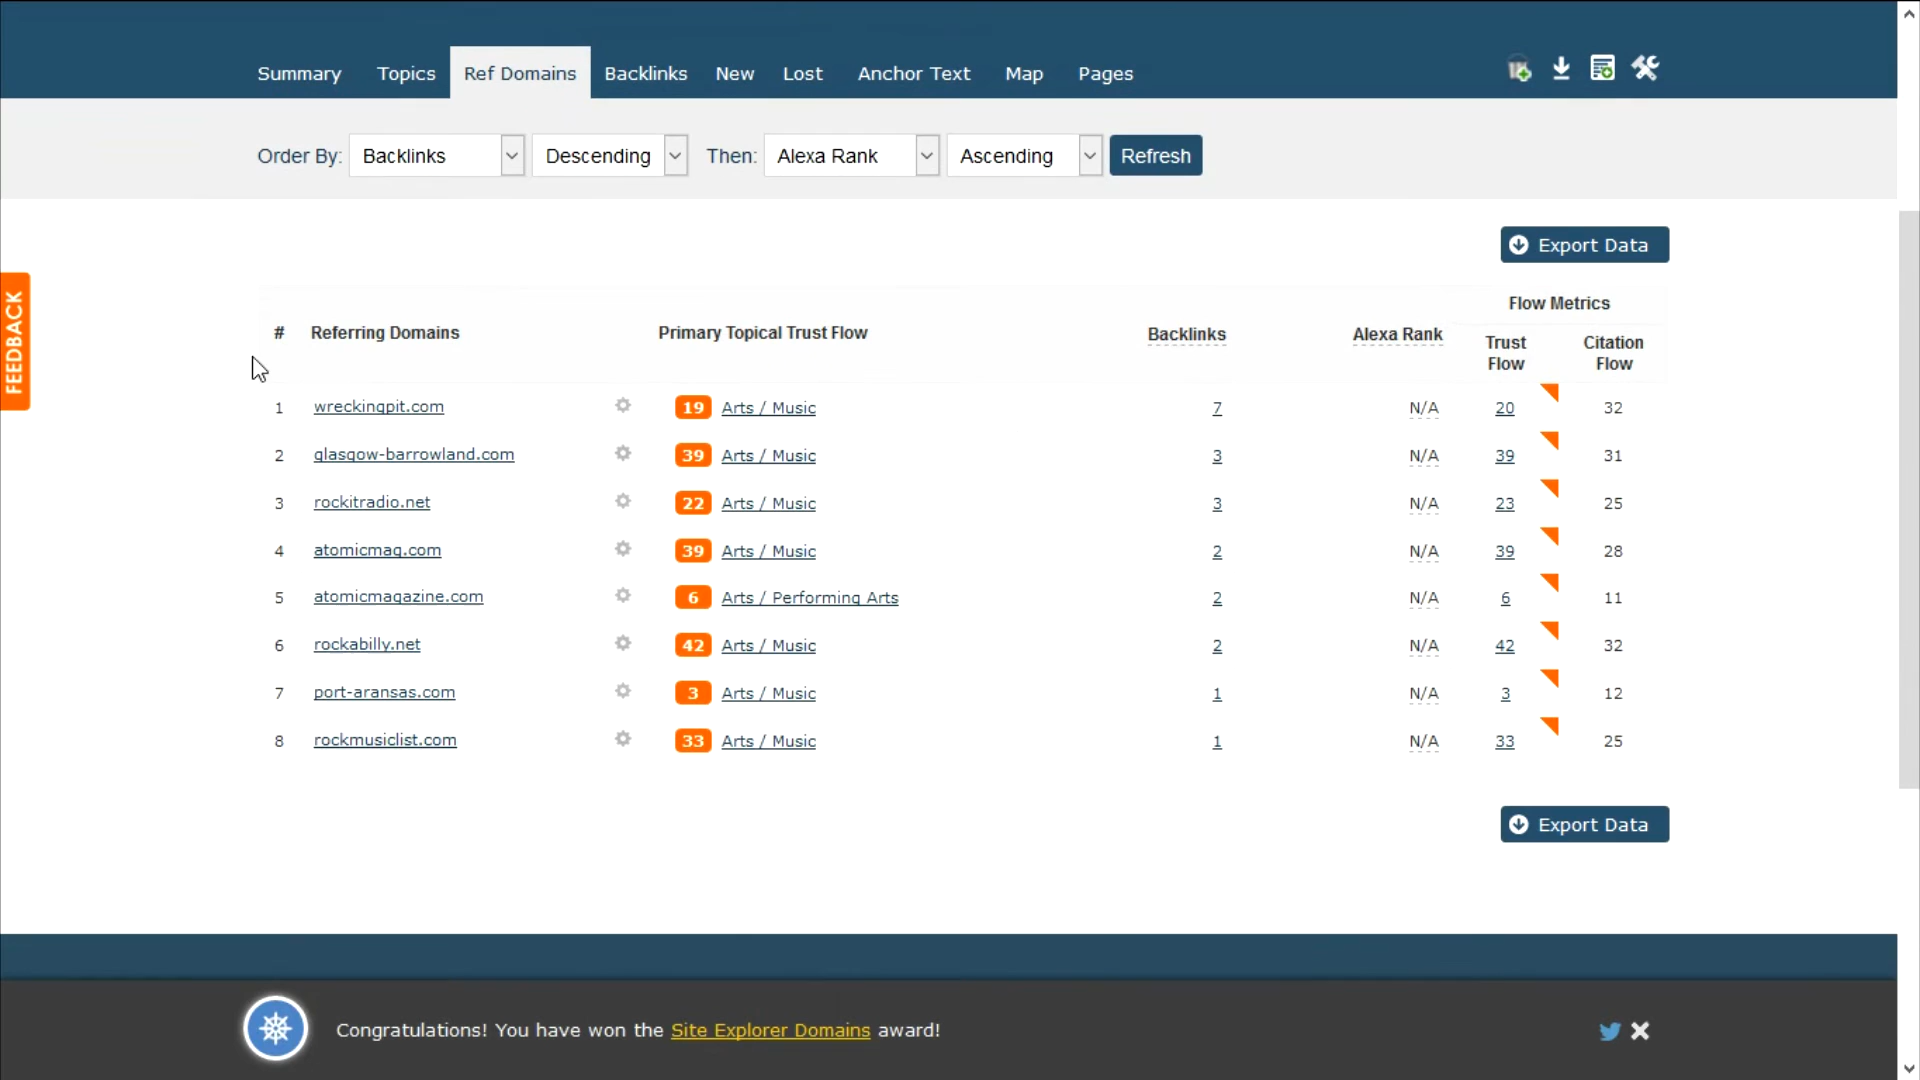 Summary Topics Ref Domains Backlinks New Lost Anchor Text Map Pages
Order By: Backlinks Descending Then: Alexa Rank Ascending Refresh
Export Data
FEEDBACK
Flow Metrics
# Referring Domains Primary Topical Trust Flow Backlinks Alexa Rank Trust Flow Citation Flow
1 wreckingpit.com 19 Arts / Music 7 N/A 20 32
2 glasgow-barrowland.com 39 Arts / Music 3 N/A 39 31
3 rockitradio.net 22 Arts / Music 3 N/A 23 25
4 atomicmag.com 39 Arts / Music 2 N/A 39 28
5 atomicmagazine.com 6 Arts / Performing Arts 2 N/A 6 11
6 rockabilly.net 42 Arts / Music 2 N/A 42 32
7 port-aransas.com 3 Arts / Music 1 N/A 3 12
8 rockmusiclist.com 33 Arts / Music 1 N/A 33 25
Export Data
Congratulations! You have won the Site Explorer Domains award!